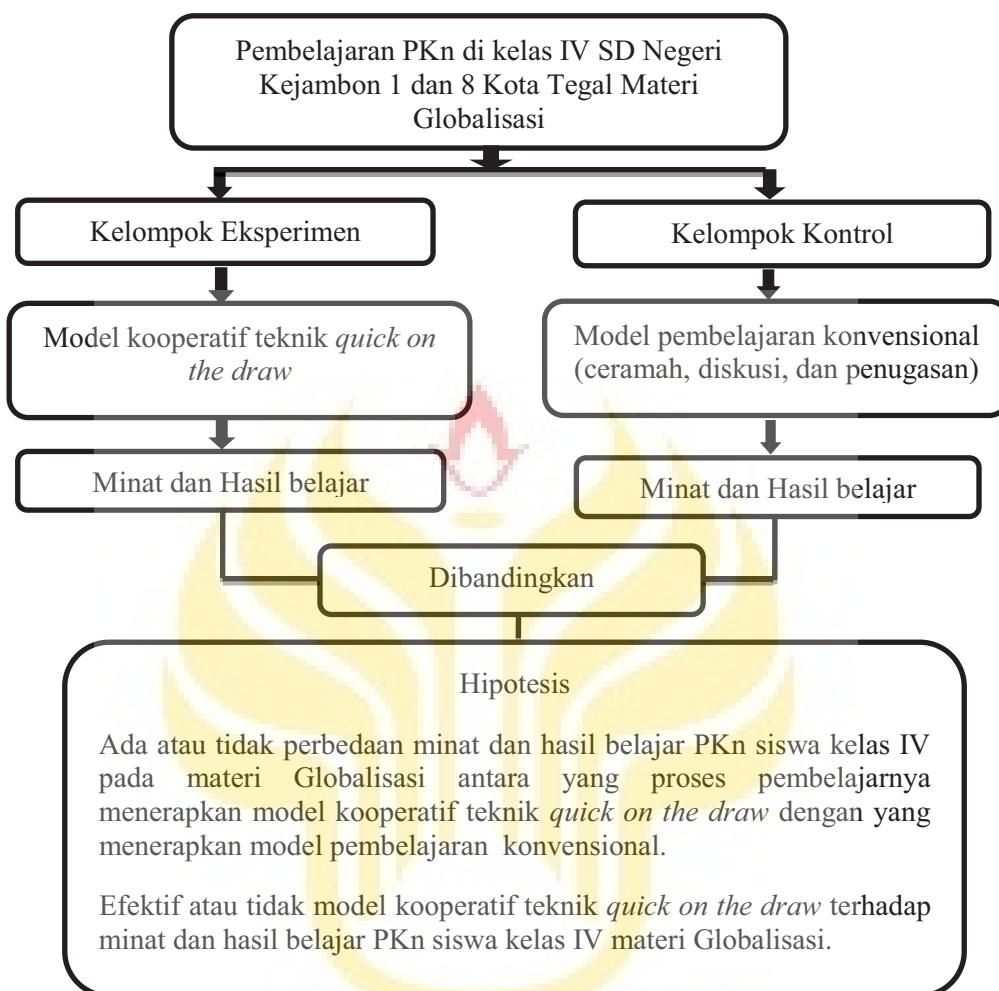 Pembelajaran PKn di kelas IV SD Negeri
Kejambon 1 dan 8 Kota Tegal Materi
Globalisasi
Kelompok Eksperimen
Kelompok Kontrol
Model kooperatif teknik quick on
the draw
Model pembelajaran konvensional
(ceramah, diskusi, dan penugasan)
Minat dan Hasil belajar
Minat dan Hasil belajar
Dibandingkan
Hipotesis
Ada atau tidak perbedaan minat dan hasil belajar PKn siswa kelas IV
pada materi Globalisasi antara yang proses pembelajarnya
menerapkan model kooperatif teknik quick on the draw dengan yang
menerapkan model pembelajaran konvensional.
Efektif atau tidak model kooperatif teknik quick on the draw terhadap
minat dan hasil belajar PKn siswa kelas IV materi Globalisasi.